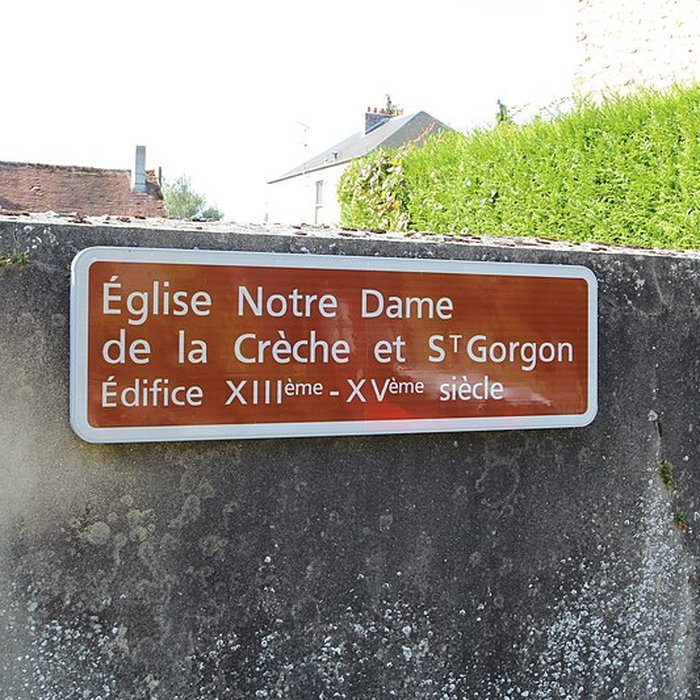 Église Notre Dame
de la Crèche et Sᵀ Gorgon
Édifice XIIIème - XVème siècle